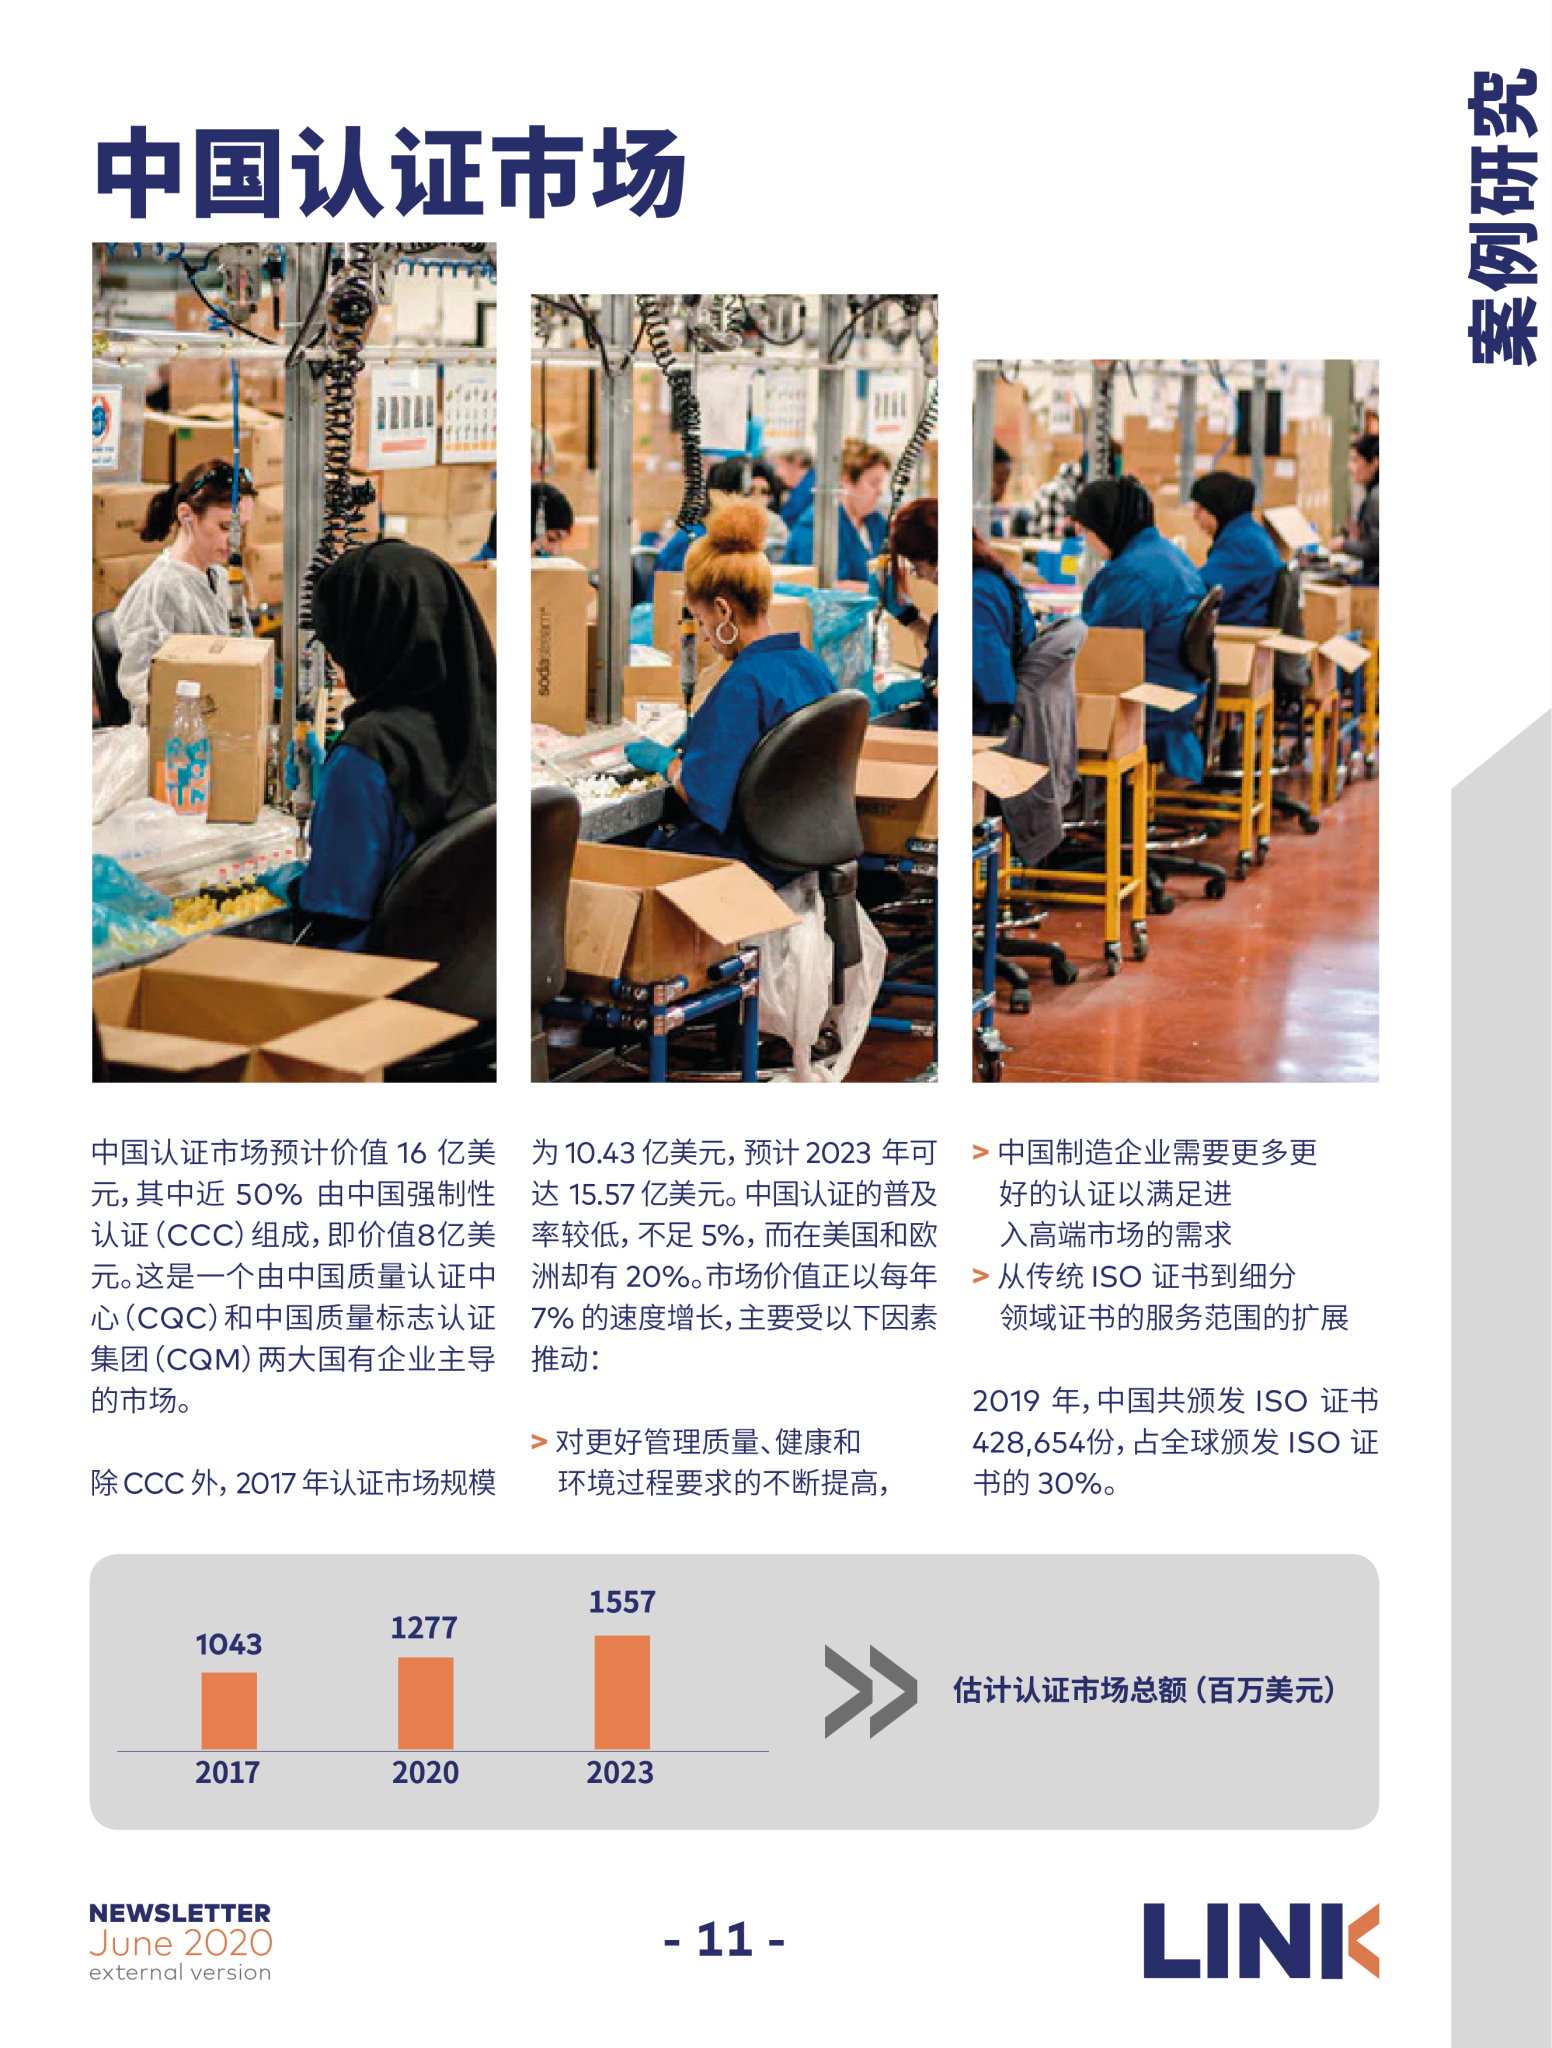 案例研究
中国认证市场
sodastream
中国认证市场预计价值 16 亿美
元，其中近 50% 由中国强制性
认证（CCC）组成，即价值8亿美
元。这是一个由中国质量认证中
心（CQC）和中国质量标志认证
集团（CQM）两大国有企业主导
的市场。
除 CCC 外，2017 年认证市场规模
为 10.43 亿美元，预计 2023 年可
达 15.57 亿美元。中国认证的普及
率较低，不足 5%，而在美国和欧
洲却有 20%。市场价值正以每年
7% 的速度增长，主要受以下因素
推动：
> 对更好管理质量、健康和
环境过程要求的不断提高，
> 中国制造企业需要更多更
好的认证以满足进
入高端市场的需求
> 从传统 ISO 证书到细分
领域证书的服务范围的扩展
2019 年，中国共颁发 ISO 证书
428,654份，占全球颁发 ISO 证
书的 30%。
1043
1277
1557
2017
2020
2023
估计认证市场总额（百万美元）
NEWSLETTER
June 2020
external version
- 11 -
LINK